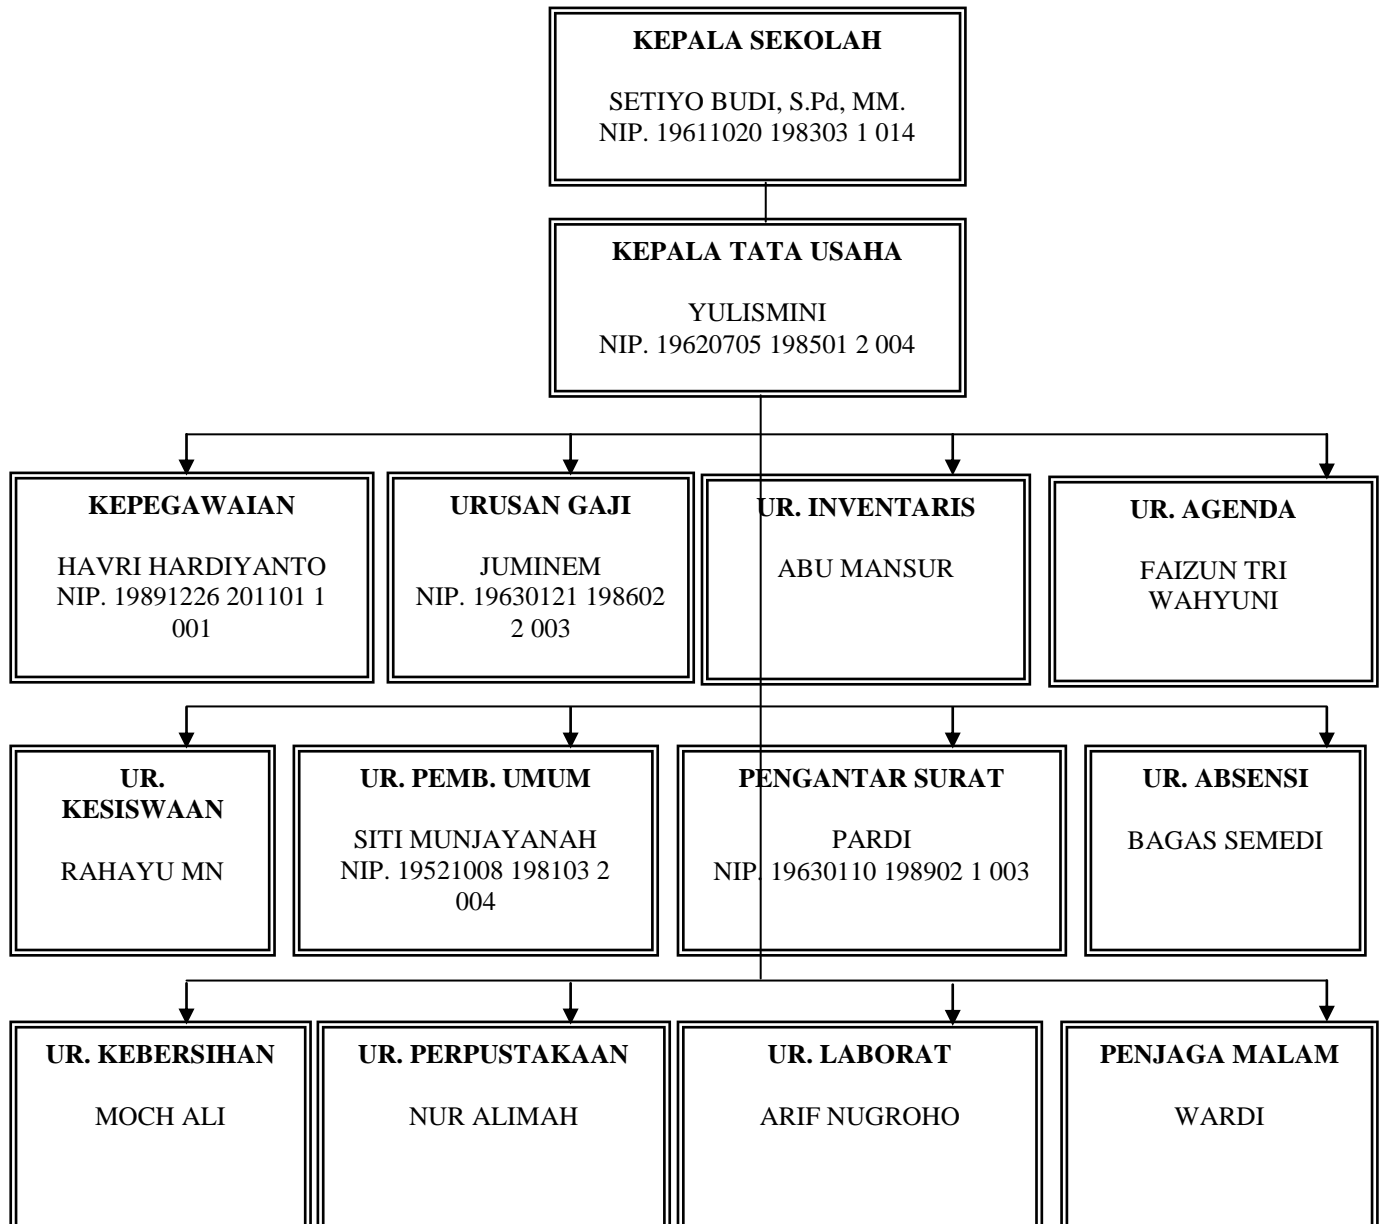 KEPALA SEKOLAH
SETIYO BUDI, S.Pd, MM.
NIP. 19611020 198303 1 014
KEPALA TATA USAHA
YULISMINI
NIP. 19620705 198501 2 004
KEPEGAWAIAN
HAVRI HARDIYANTO
NIP. 19891226 201101 1
001
URUSAN GAJI
JUMINEM
NIP. 19630121 198602
2 003
UR. INVENTARIS
ABU MANSUR
UR. AGENDA
FAIZUN TRI
WAHYUNI
UR.
KESISWAAN
RAHAYU MN
UR. PEMB. UMUM
SITI MUNJAYANAH
NIP. 19521008 198103 2
004
PENGANTAR SURAT
PARDI
NIP. 19630110 198902 1 003
UR. ABSENSI
BAGAS SEMEDI
UR. KEBERSIHAN
MOCH ALI
UR. PERPUSTAKAAN
NUR ALIMAH
UR. LABORAT
ARIF NUGROHO
PENJAGA MALAM
WARDI